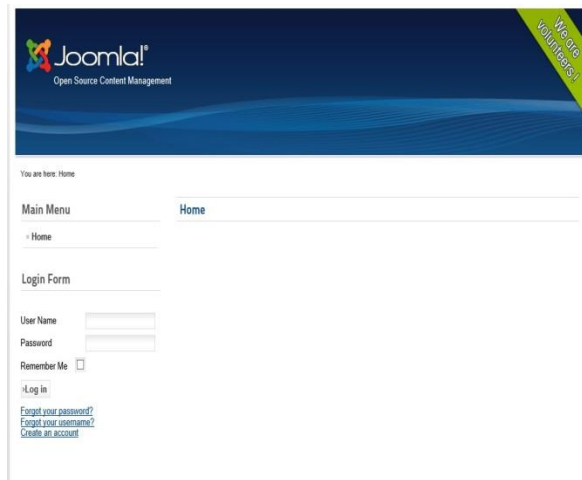 Joomla!®
Open Source Content Management
We are
volunteers!
You are here: Home
Main Menu
Home
Home
Login Form
User Name
Password
Remember Me
Log in
Forgot your password?
Forgot your username?
Create an account